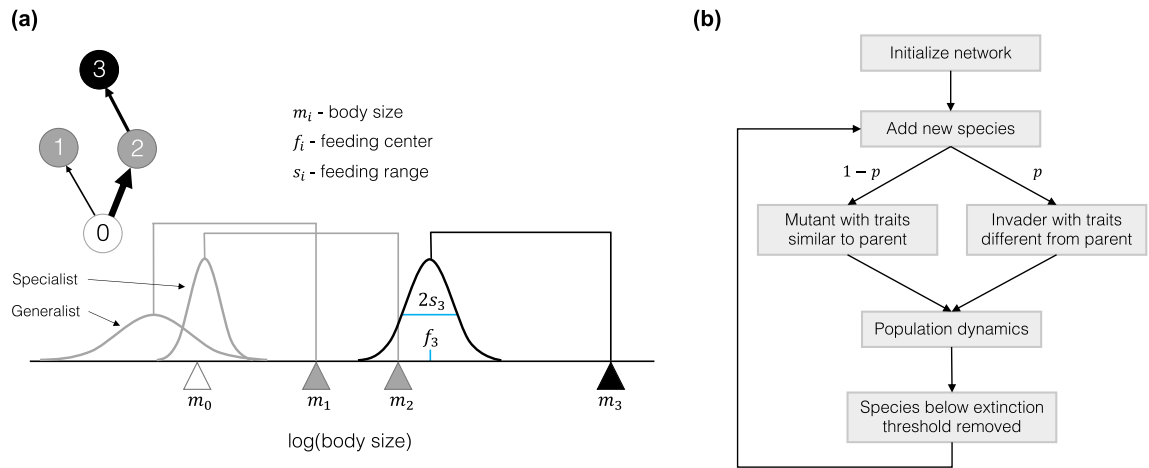 (a)
3
1
2
0
m_i - body size
f_i - feeding center
s_i - feeding range
Specialist
Generalist
2s_3
f_3
m_0
m_1
m_2
m_3
log(body size)
(b)
Initialize network
Add new species
1 − p
p
Mutant with traits
similar to parent
Invader with traits
different from parent
Population dynamics
Species below extinction
threshold removed